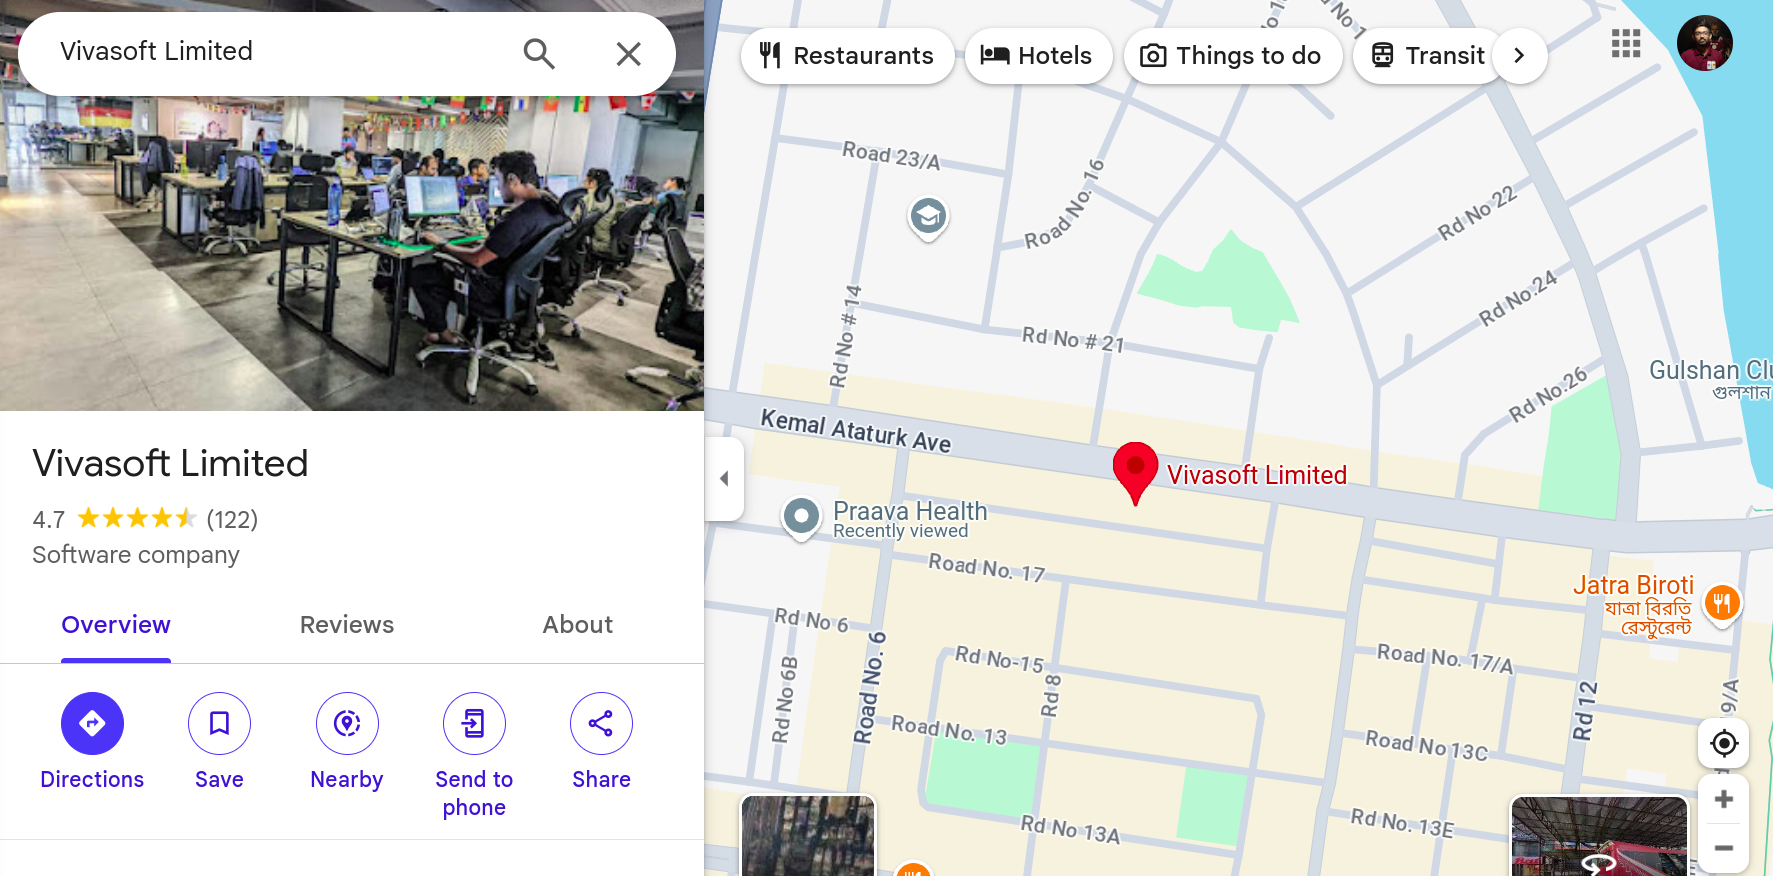 Vivasoft Limited
Restaurants
Hotels
Things to do
Transit
Vivasoft Limited
4.7
(122)
Software company
Overview
Reviews
About
Directions
Save
Nearby
Send to
phone
Share
Road 23/A
Road No. 16
Rd No 22
Rd No.24
Rd No # 14
Rd No # 21
Rd No.26
Gulshan Clu
গুলশান
Kemal Ataturk Ave
Vivasoft Limited
Praava Health
Recently viewed
Road No. 17
Jatra Biroti
যাত্রা বিরতি
রেস্টুরেন্ট
Rd No 6
Road No. 6
Rd No-15
Road No. 17/A
Rd No 6B
Rd 8
Rd 12
9/A
Road No. 13
Road No 13C
Rd No 13A
Rd No. 13E